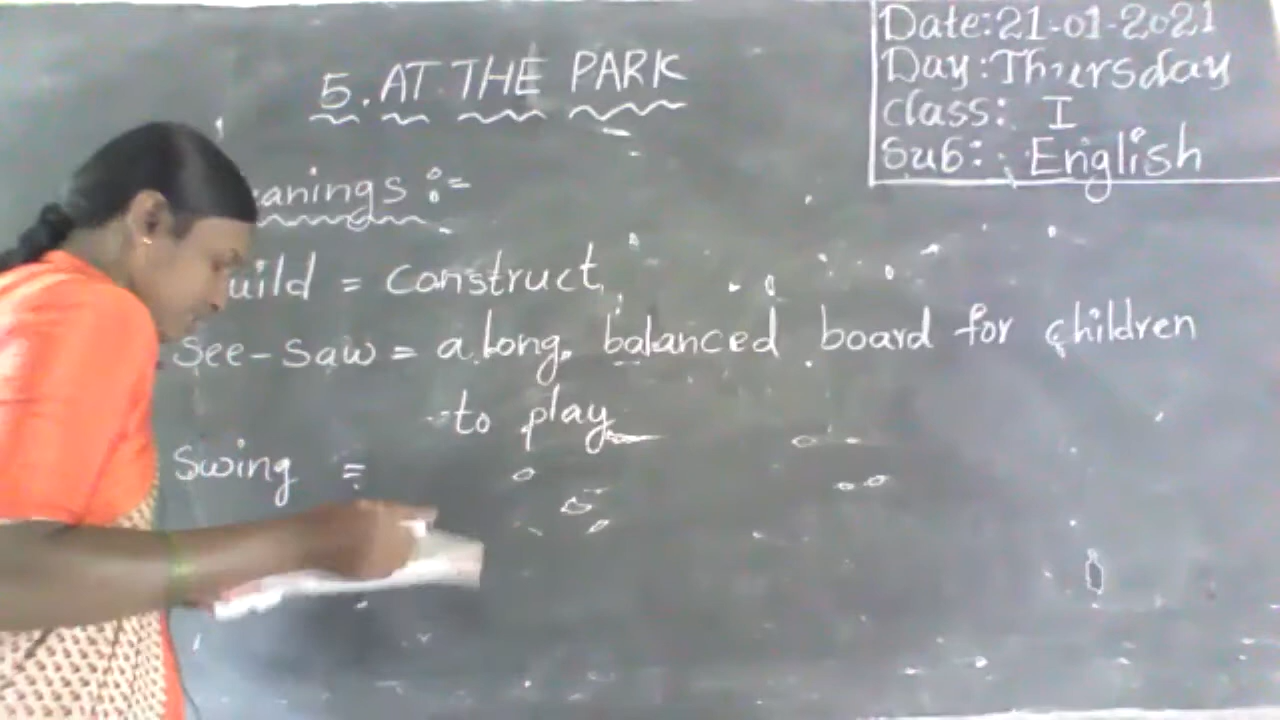 Date:21-01-2021
Day:Thursday
class: I
Sub: English
5. AT THE PARK
eanings :=
uild = construct
See-saw = a long balanced board for children
to play
Swing =